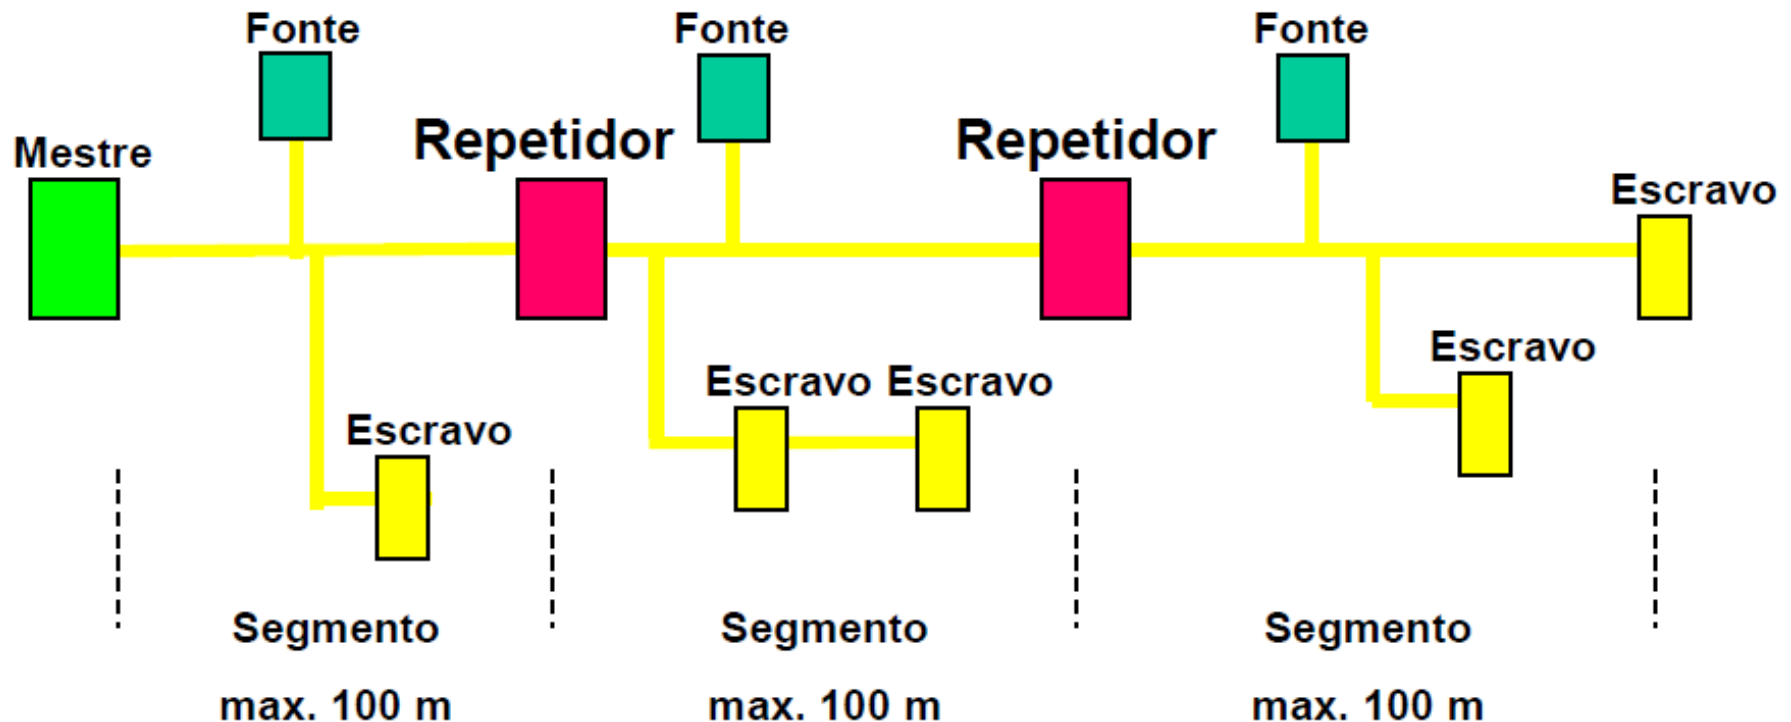 Fonte
Fonte
Fonte
Mestre
Repetidor
Repetidor
Escravo
Escravo
Escravo
Escravo
Escravo
Segmento
Segmento
Segmento
max. 100 m
max. 100 m
max. 100 m